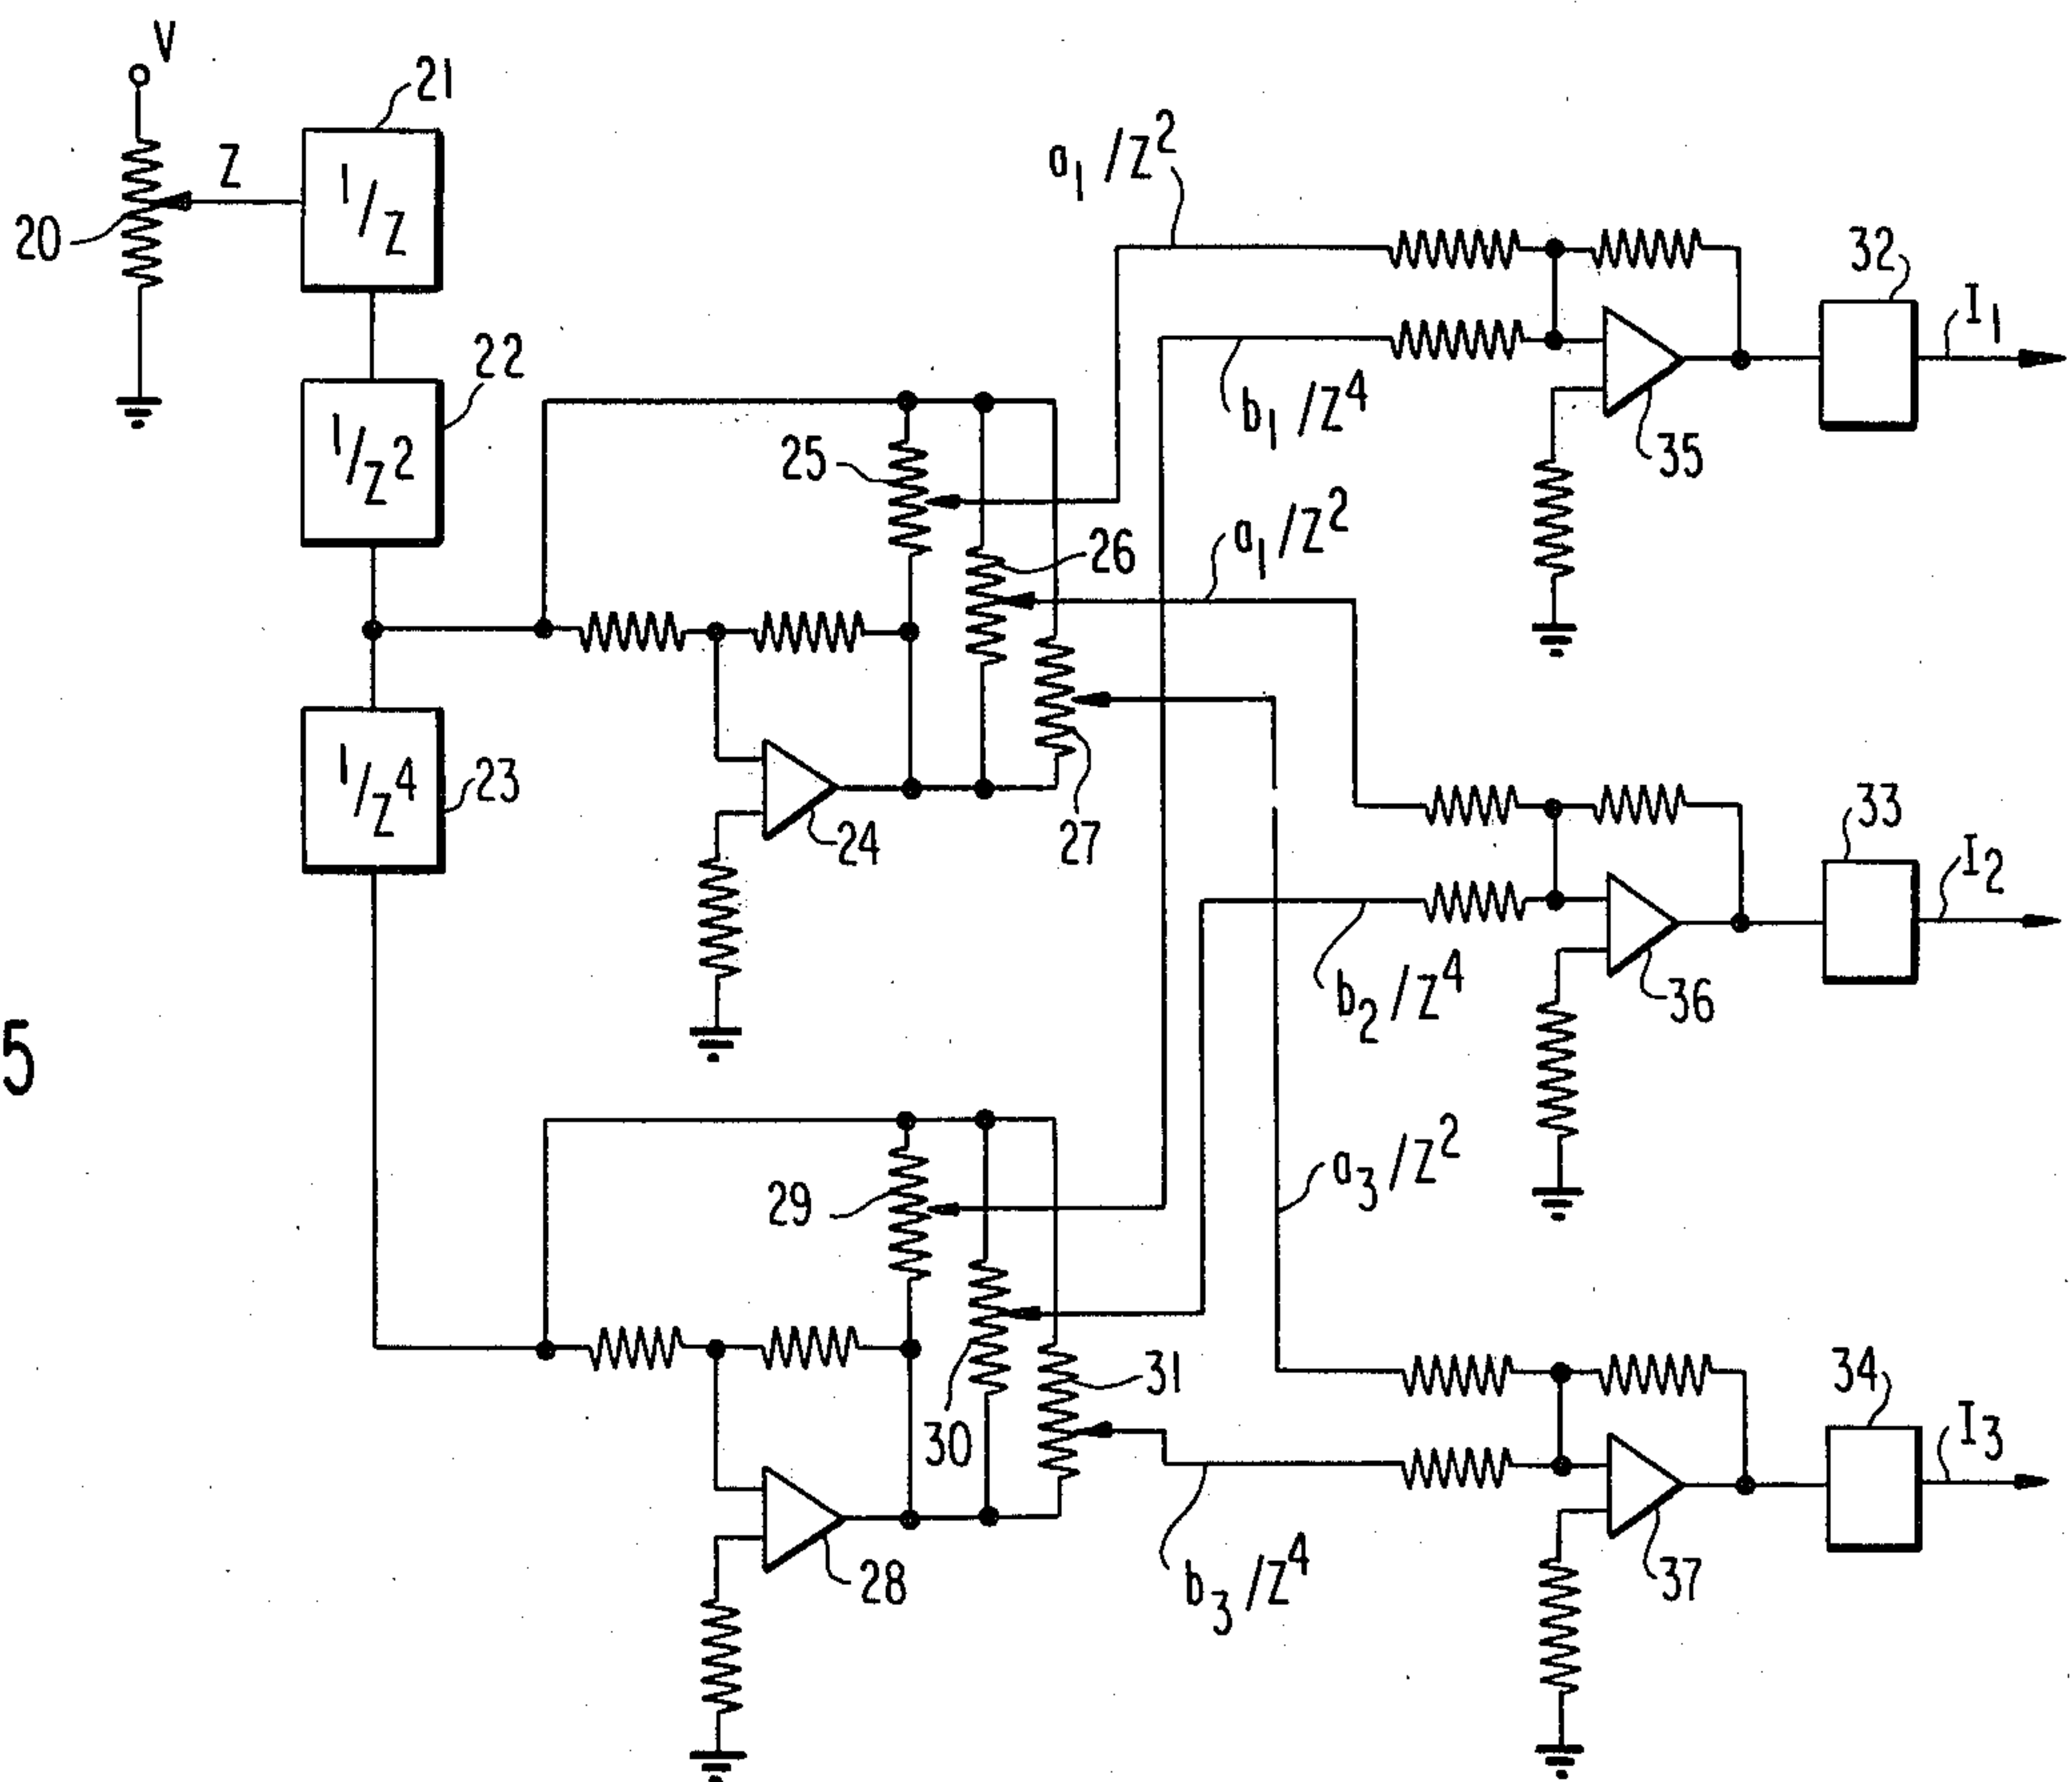 V
21
Z
1/Z
20
a₁/Z²
32
I₁
22
1/Z²
b₁/Z⁴
25
35
a₁/Z²
26
1/Z⁴
23
24
27
33
I₂
b₂/Z⁴
36
5
a₃/Z²
29
31
34
I₃
30
28
b₃/Z⁴
37